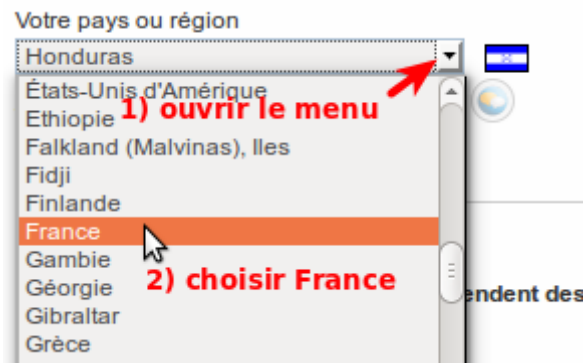 Votre pays ou région
Honduras
États-Unis d'Amérique
1) ouvrir le menu
Ethiopie
Falkland (Malvinas), Iles
Fidji
Finlande
France
Gambie
2) choisir France
Géorgie
endent des
Gibraltar
Grèce